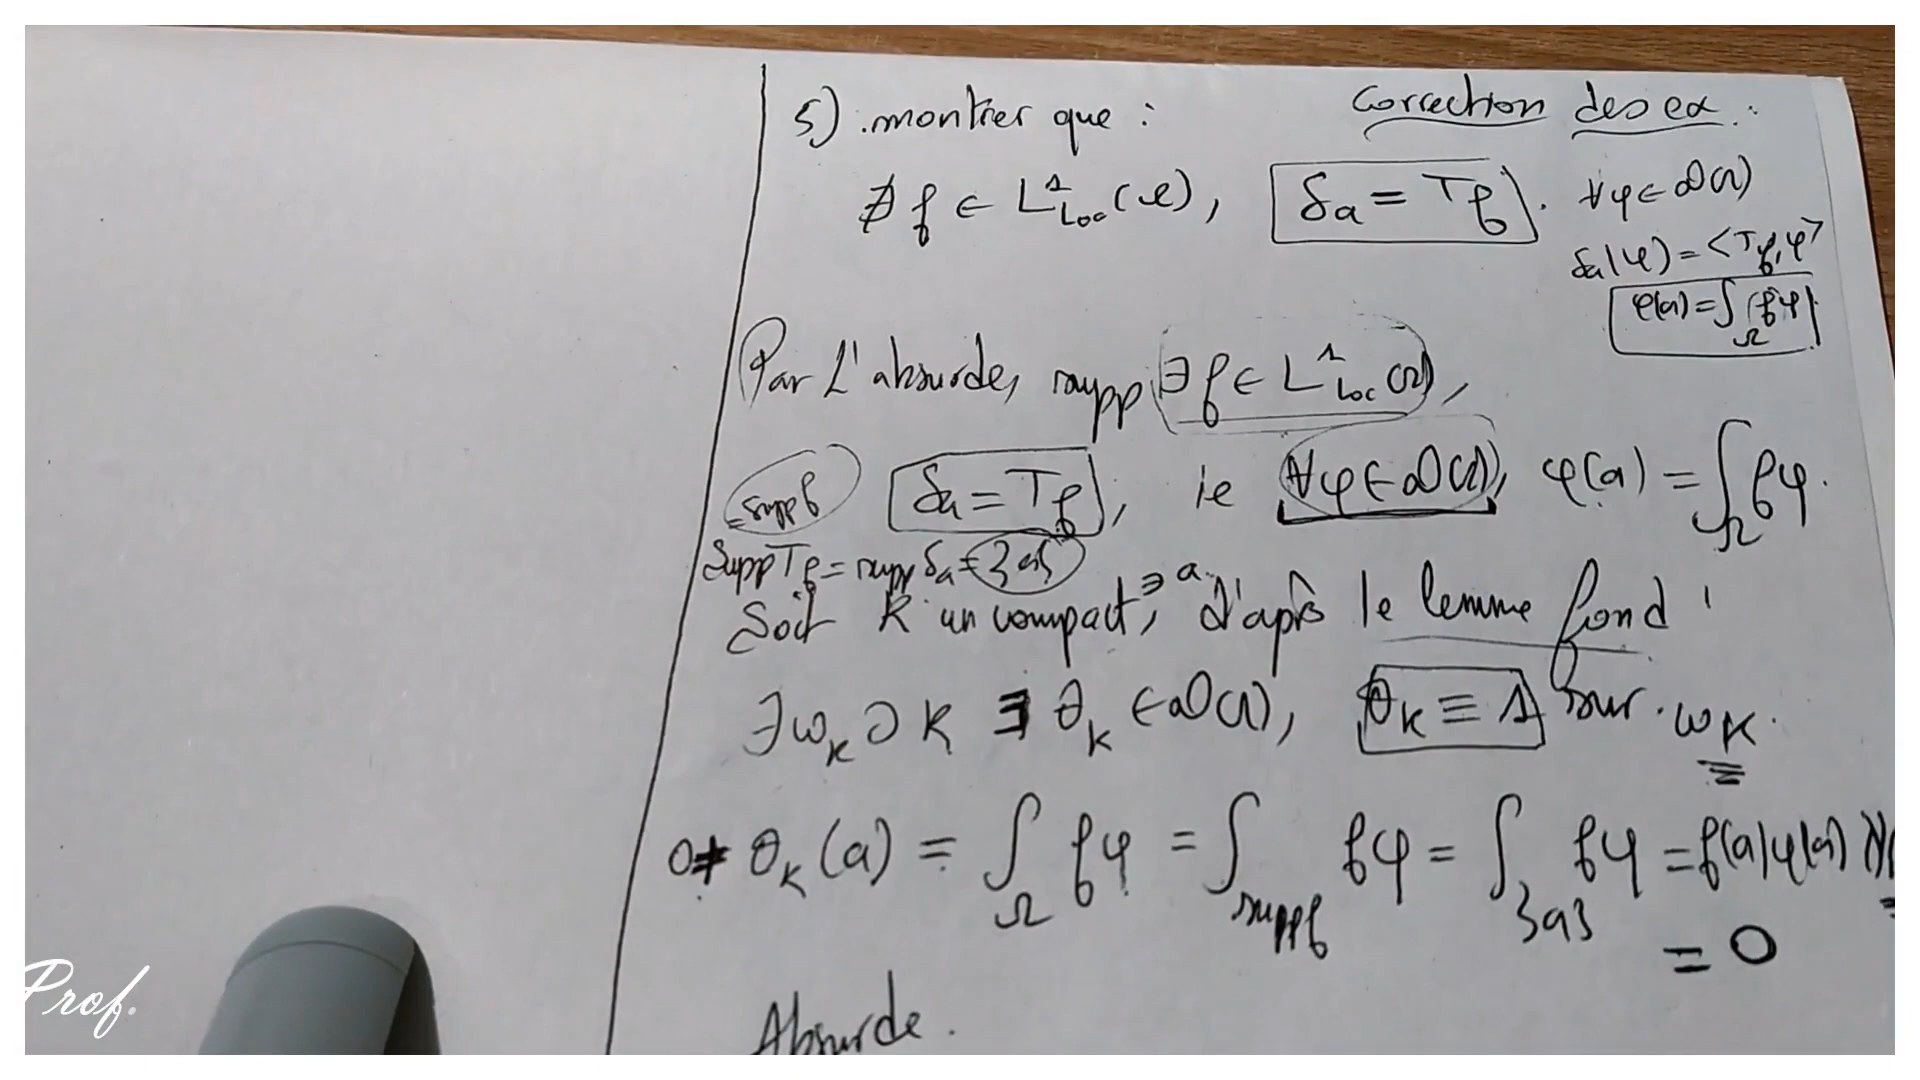 Correction des ex :
5) montrer que :
∄ f ∈ L¹Loc(Ω), δa = Tf . ∀φ ∈ D(Ω)
δa(φ) = <Tf, φ>
φ(a) = ∫Ω fφ
Par L'absurde, supp ∃ f ∈ L¹Loc(Ω),
δa = Tf, ie ∀φ ∈ D(Ω), φ(a) = ∫Ω fφ.
= supp f
Supp Tf = supp δa = {a}
Soit K un compact, ∋ a. d'après le lemme fond'
∃ ωK ⊃ K ∃ θK ∈ D(Ω), θK ≡ 1 sur ωK.
0 ≠ θK(a) = ∫Ω fφ = ∫supp f fφ = ∫{a} fφ = f(a)φ(a)
= 0
Absurde.
Prof.